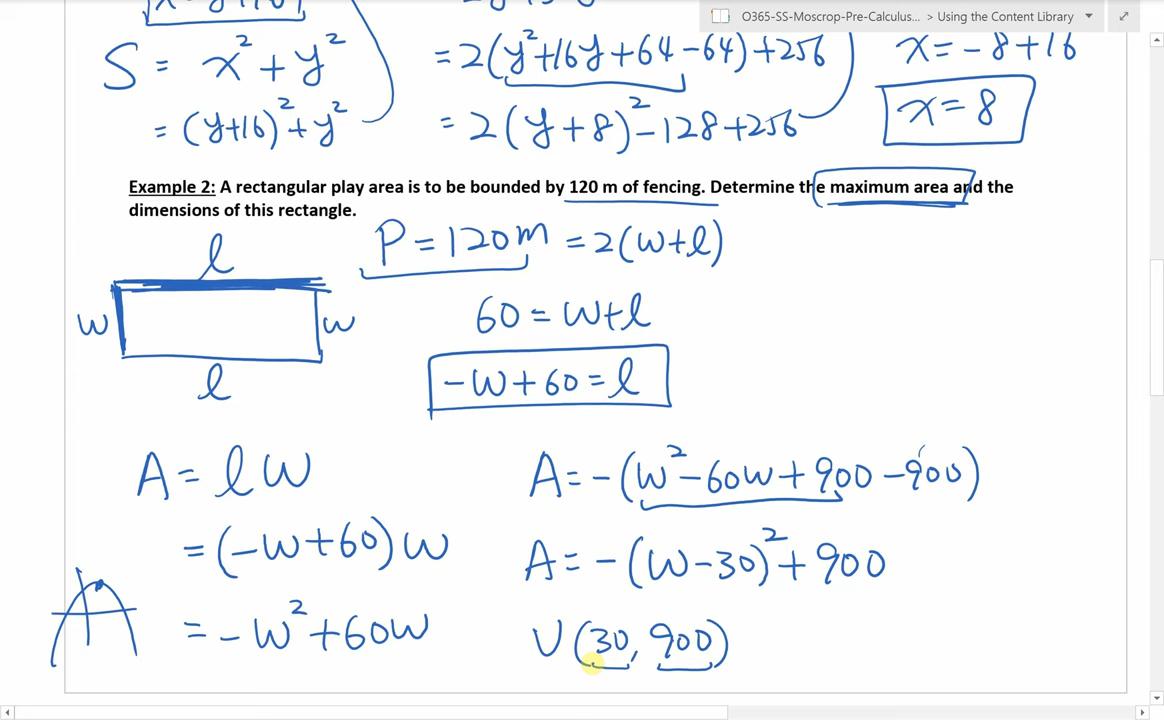 O365-SS-Moscrop-Pre-Calculus... > Using the Content Library
S = x² + y²
= (y+16)² + y²
= 2(y²+16y+64-64)+256
= 2(y+8)²-128+256
x = -8+16
x = 8
Example 2: A rectangular play area is to be bounded by 120 m of fencing. Determine the maximum area and the
dimensions of this rectangle.
l
w
w
l
P = 120m = 2(w+l)
60 = w+l
-w+60 = l
A = lw
= (-w+60)w
= -w²+60w
A = -(w²-60w+900-900)
A = -(w-30)²+900
V(30, 900)